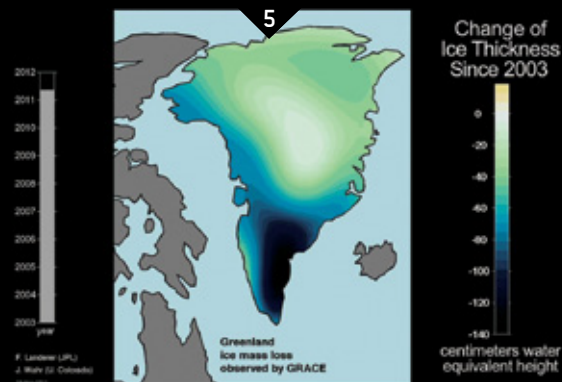 5
Change of
Ice Thickness
Since 2003
2012
2011
2010
2009
2008
2007
2006
2005
2004
2003
year
0
-20
-40
-60
-80
-100
-120
-140
centimeters water
equivalent height
Greenland
ice mass loss
observed by GRACE
F. Landerer (JPL)
J. Wahr (U. Colorado)